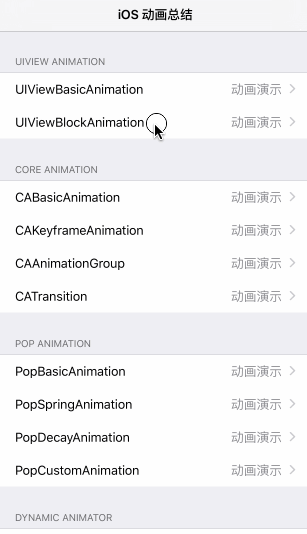 iOS 动画总结
UIVIEW ANIMATION
UIViewBasicAnimation 动画演示
UIViewBlockAnimation 动画演示
CORE ANIMATION
CABasicAnimation 动画演示
CAKeyframeAnimation 动画演示
CAAnimationGroup 动画演示
CATransition 动画演示
POP ANIMATION
PopBasicAnimation 动画演示
PopSpringAnimation 动画演示
PopDecayAnimation 动画演示
PopCustomAnimation 动画演示
DYNAMIC ANIMATOR